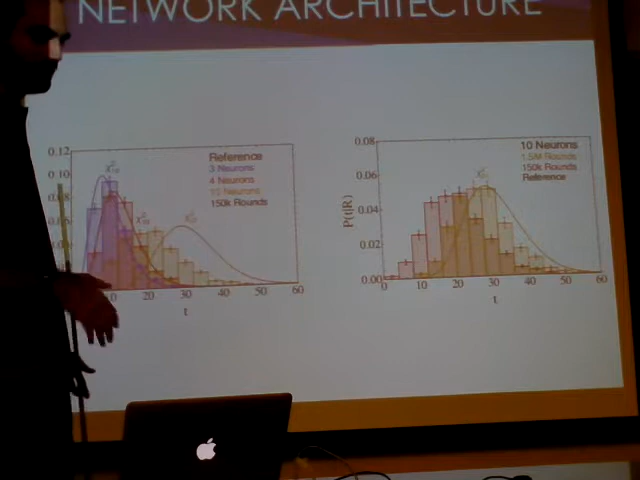 NETWORK ARCHITECTURE
0.12
0.10
Reference
3 Neurons
4 Neurons
10 Neurons
150k Rounds
20
30
40
50
60
t
0.08
0.06
0.04
0.02
0.00
P(t|R)
10 Neurons
1.5M Rounds
150k Rounds
Reference
0
10
20
30
40
50
60
t